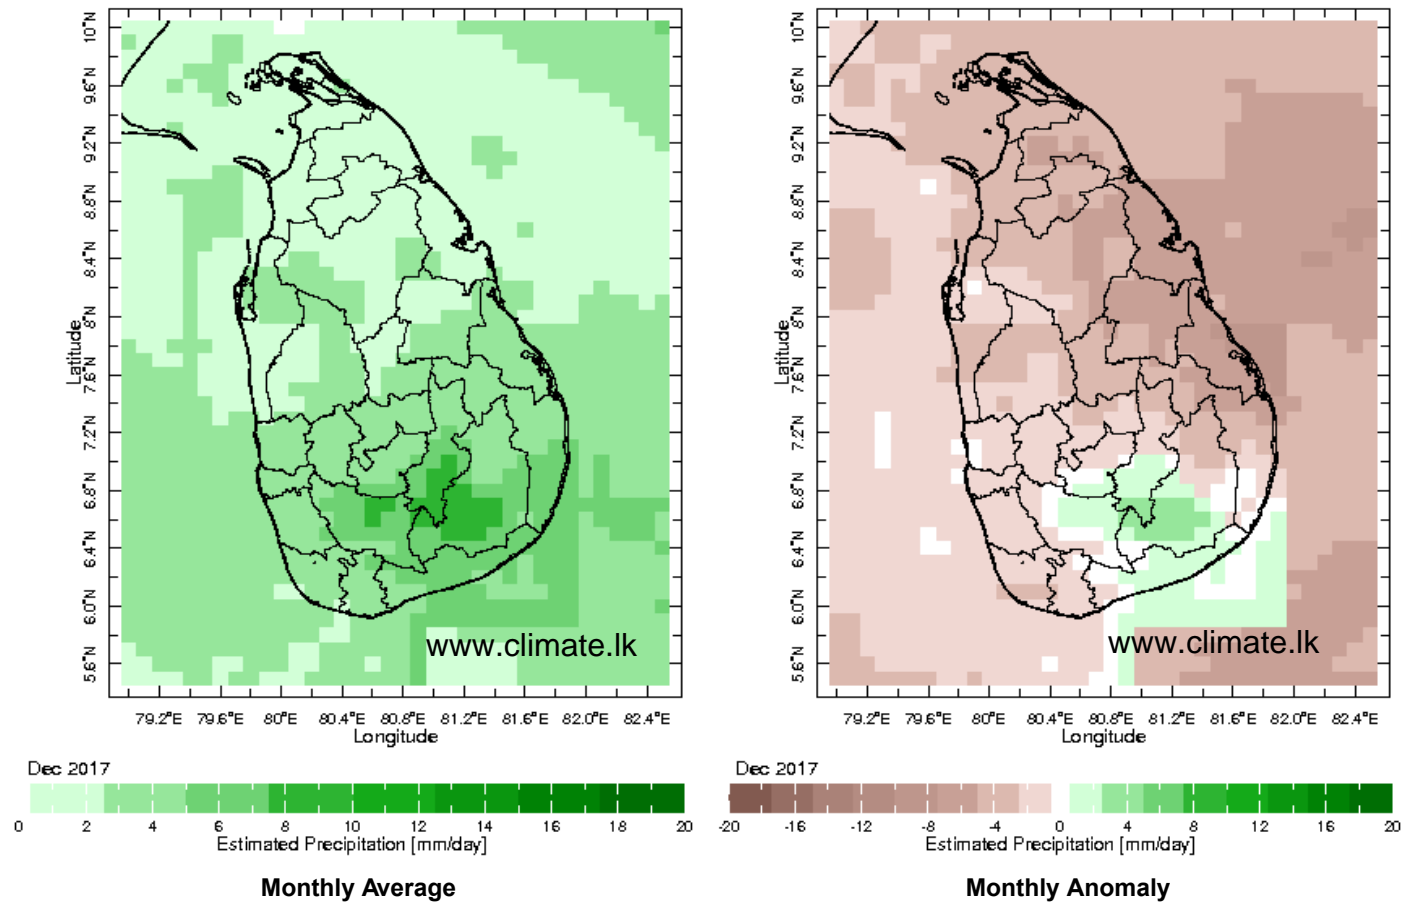 10°N
9.6°N
9.2°N
8.8°N
8.4°N
8°N
7.6°N
7.2°N
6.8°N
6.4°N
6.0°N
5.6°N
Latitude
www.climate.lk
79.2°E 79.6°E 80°E 80.4°E 80.8°E 81.2°E 81.6°E 82.0°E 82.4°E
Longitude
Dec 2017
0 2 4 6 8 10 12 14 16 18 20
Estimated Precipitation [mm/day]
Monthly Average
10°N
9.6°N
9.2°N
8.8°N
8.4°N
8°N
7.6°N
7.2°N
6.8°N
6.4°N
6.0°N
5.6°N
Latitude
www.climate.lk
79.2°E 79.6°E 80°E 80.4°E 80.8°E 81.2°E 81.6°E 82.0°E 82.4°E
Longitude
Dec 2017
-20 -16 -12 -8 -4 0 4 8 12 16 20
Estimated Precipitation [mm/day]
Monthly Anomaly